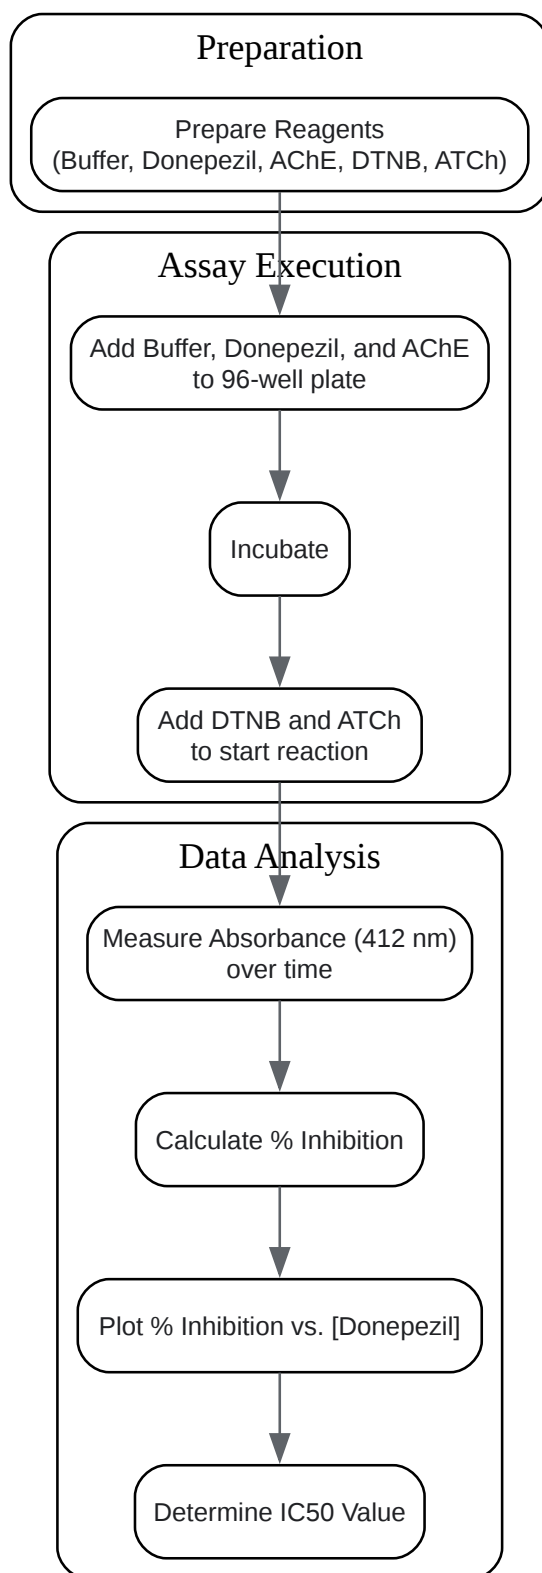 Preparation
Prepare Reagents
(Buffer, Donepezil, AChE, DTNB, ATCh)
Assay Execution
Add Buffer, Donepezil, and AChE
to 96-well plate
Incubate
Add DTNB and ATCh
to start reaction
Data Analysis
Measure Absorbance (412 nm)
over time
Calculate % Inhibition
Plot % Inhibition vs. [Donepezil]
Determine IC50 Value